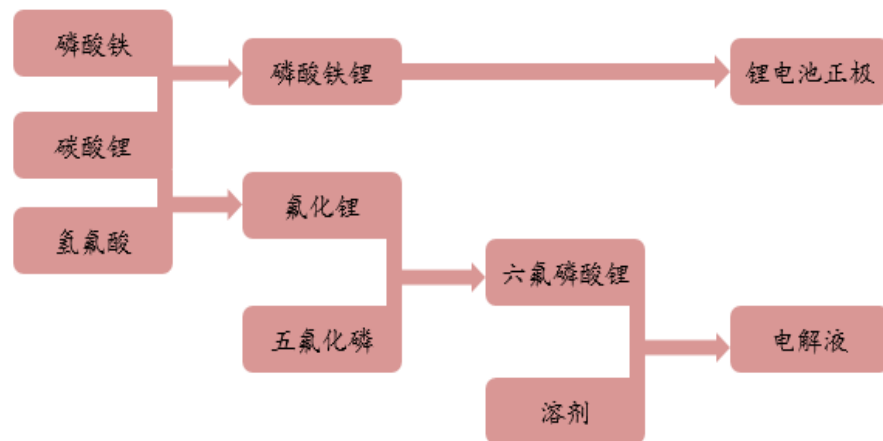 磷酸铁
磷酸铁锂
锂电池正极
碳酸锂
氟化锂
氢氟酸
六氟磷酸锂
五氟化磷
电解液
溶剂